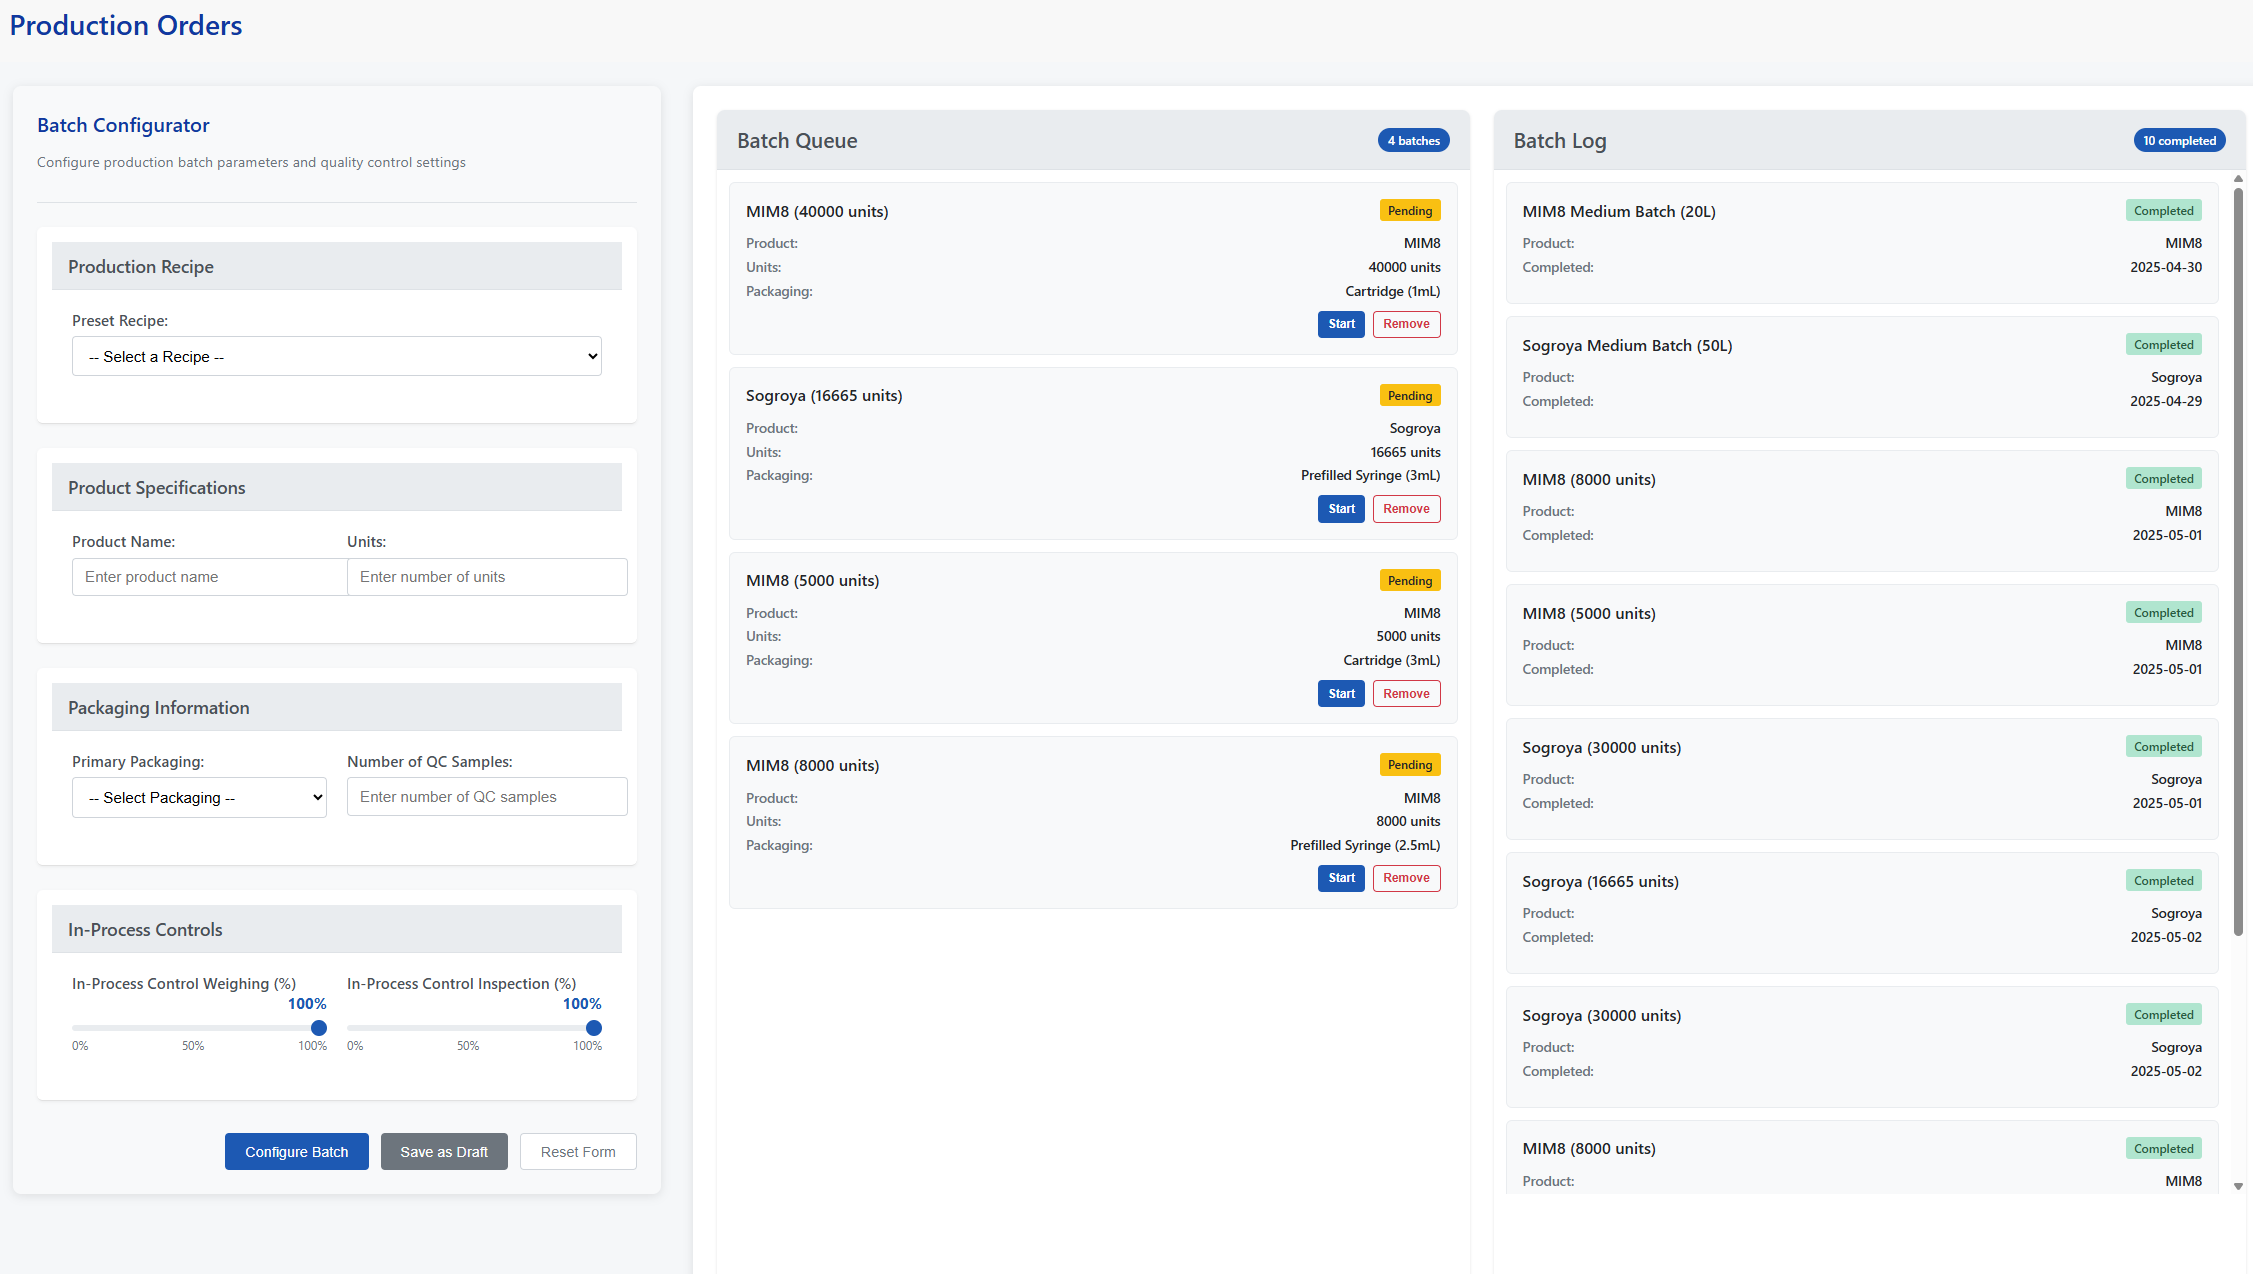 Production Orders
Batch Configurator
Configure production batch parameters and quality control settings
Production Recipe
Preset Recipe:
-- Select a Recipe --
Product Specifications
Product Name: Units:
Enter product name Enter number of units
Packaging Information
Primary Packaging: Number of QC Samples:
-- Select Packaging -- Enter number of QC samples
In-Process Controls
In-Process Control Weighing (%) In-Process Control Inspection (%)
100% 100%
0% 50% 100% 0% 50% 100%
Configure Batch Save as Draft Reset Form
Batch Queue 4 batches
MIM8 (40000 units) Pending
Product: MIM8
Units: 40000 units
Packaging: Cartridge (1mL)
Start Remove
Sogroya (16665 units) Pending
Product: Sogroya
Units: 16665 units
Packaging: Prefilled Syringe (3mL)
Start Remove
MIM8 (5000 units) Pending
Product: MIM8
Units: 5000 units
Packaging: Cartridge (3mL)
Start Remove
MIM8 (8000 units) Pending
Product: MIM8
Units: 8000 units
Packaging: Prefilled Syringe (2.5mL)
Start Remove
Batch Log 10 completed
MIM8 Medium Batch (20L) Completed
Product: MIM8
Completed: 2025-04-30
Sogroya Medium Batch (50L) Completed
Product: Sogroya
Completed: 2025-04-29
MIM8 (8000 units) Completed
Product: MIM8
Completed: 2025-05-01
MIM8 (5000 units) Completed
Product: MIM8
Completed: 2025-05-01
Sogroya (30000 units) Completed
Product: Sogroya
Completed: 2025-05-01
Sogroya (16665 units) Completed
Product: Sogroya
Completed: 2025-05-02
Sogroya (30000 units) Completed
Product: Sogroya
Completed: 2025-05-02
MIM8 (8000 units) Completed
Product: MIM8